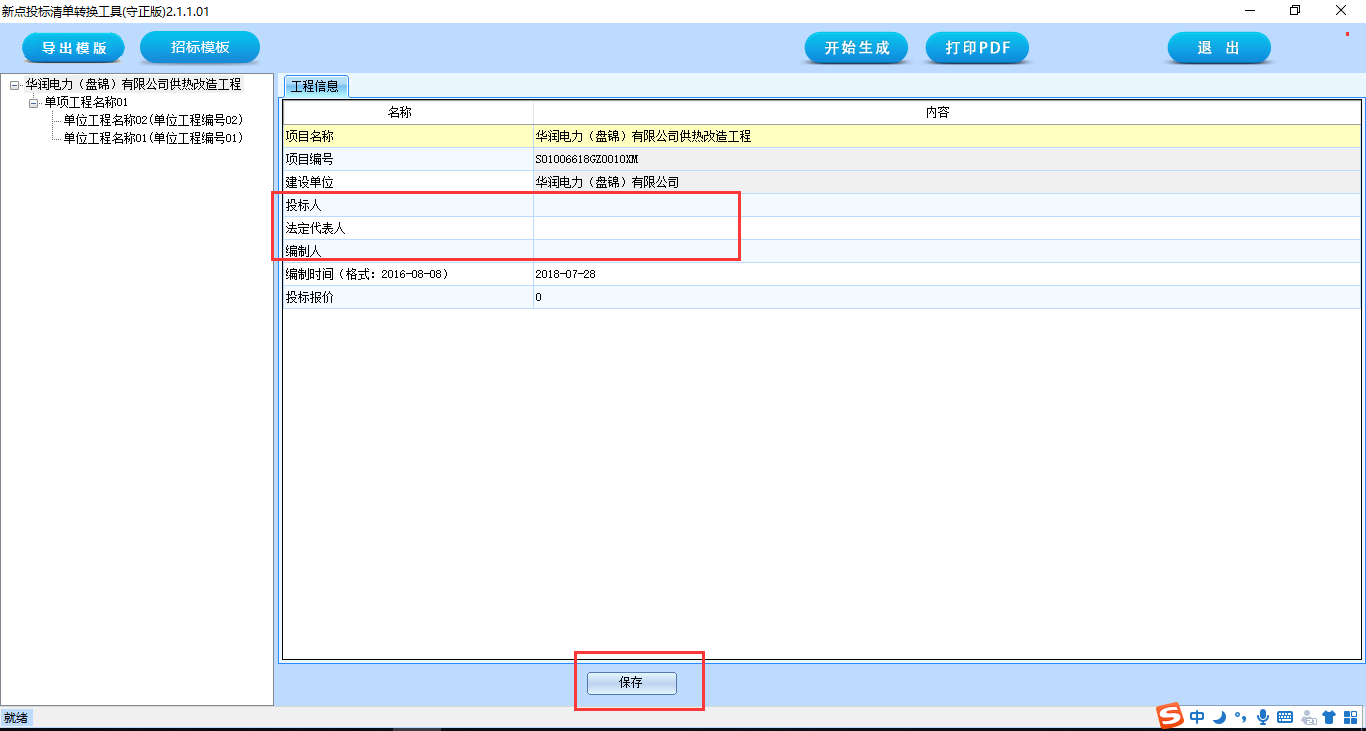 新点投标清单转换工具(守正版)2.1.1.01
导出模版 招标模板 开始生成 打印PDF 退 出
华润电力（盘锦）有限公司供热改造工程
单项工程名称01
单位工程名称02(单位工程编号02)
单位工程名称01(单位工程编号01)
工程信息
名称 内容
项目名称 华润电力（盘锦）有限公司供热改造工程
项目编号 S01006618GZ0010XM
建设单位 华润电力（盘锦）有限公司
投标人
法定代表人
编制人
编制时间（格式：2016-08-08） 2018-07-28
投标报价 0
保存
就绪
中